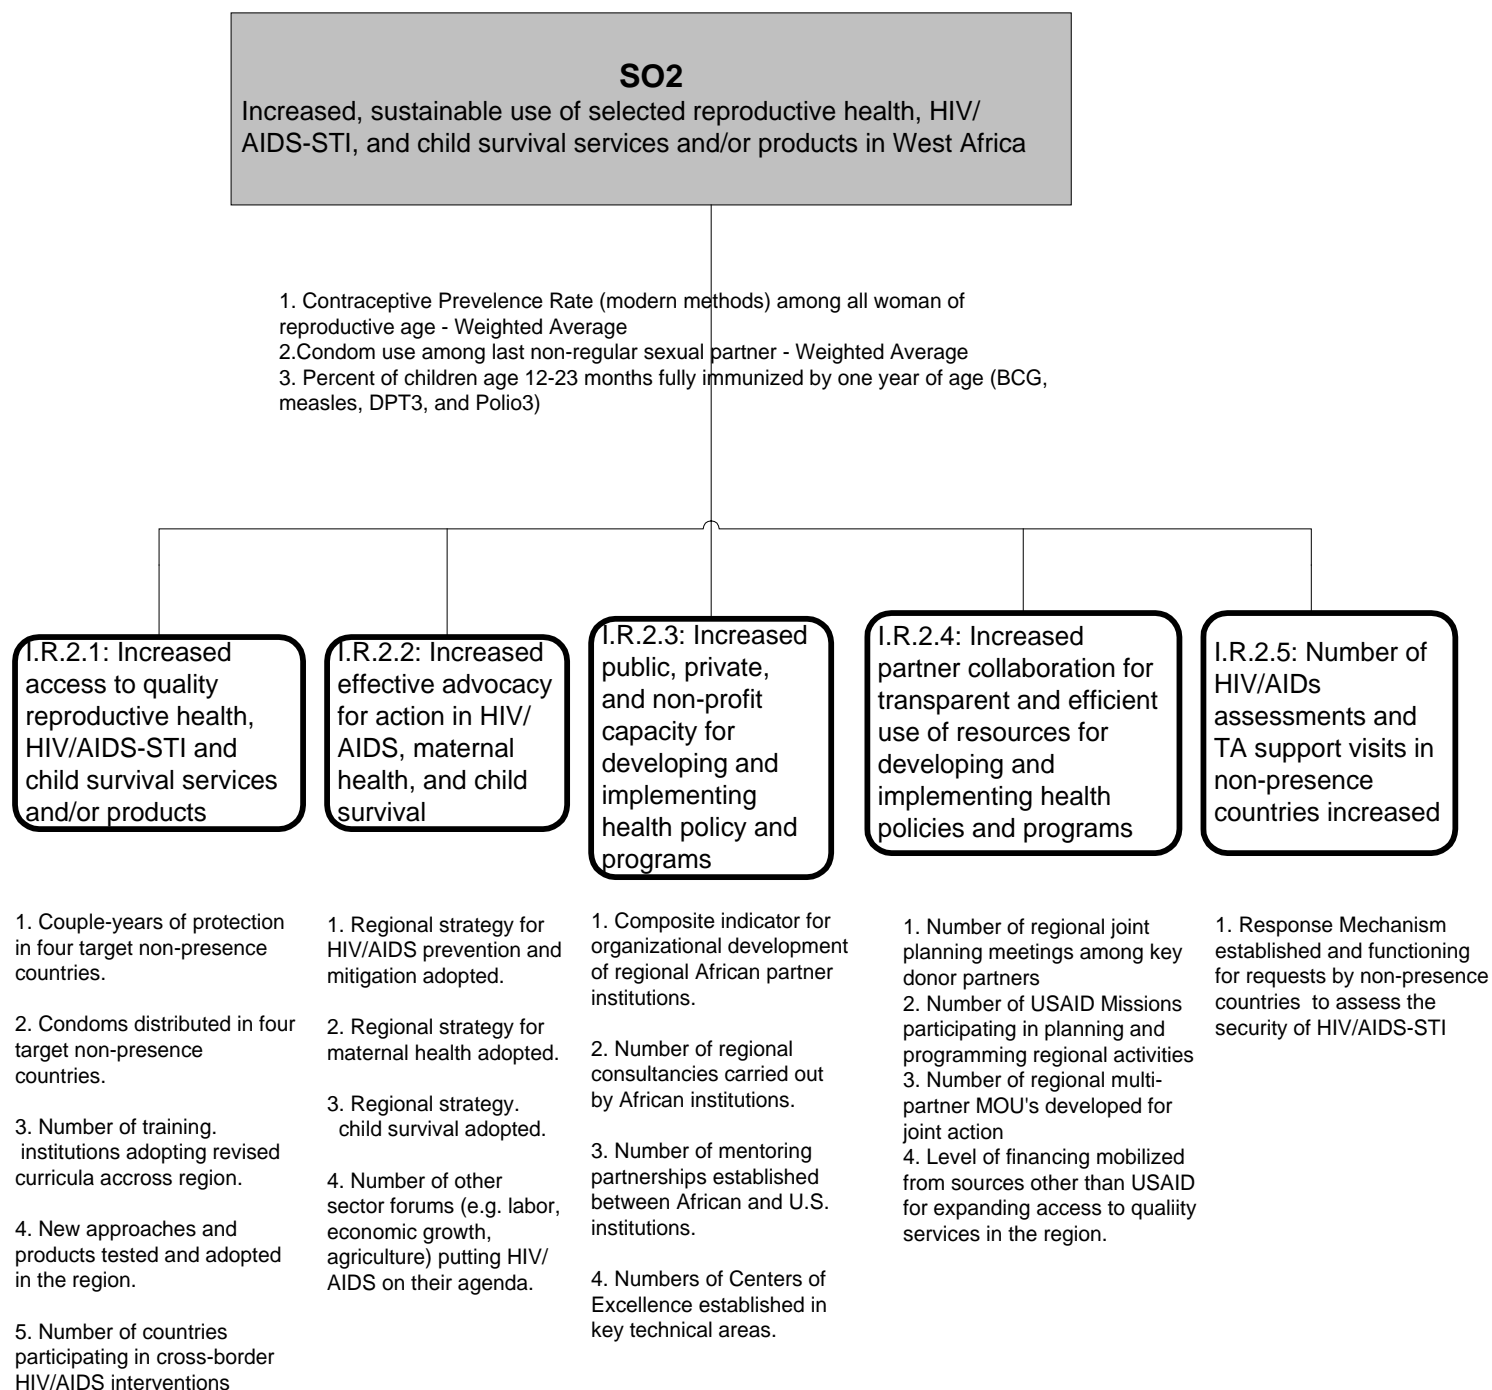 SO2
Increased, sustainable use of selected reproductive health, HIV/
AIDS-STI, and child survival services and/or products in West Africa
1. Contraceptive Prevelence Rate (modern methods) among all woman of
reproductive age - Weighted Average
2.Condom use among last non-regular sexual partner - Weighted Average
3. Percent of children age 12-23 months fully immunized by one year of age (BCG,
measles, DPT3, and Polio3)
I.R.2.1: Increased
access to quality
reproductive health,
HIV/AIDS-STI and
child survival services
and/or products
I.R.2.2: Increased
effective advocacy
for action in HIV/
AIDS, maternal
health, and child
survival
I.R.2.3: Increased
public, private,
and non-profit
capacity for
developing and
implementing
health policy and
programs
I.R.2.4: Increased
partner collaboration for
transparent and efficient
use of resources for
developing and
implementing health
policies and programs
I.R.2.5: Number of
HIV/AIDs
assessments and
TA support visits in
non-presence
countries increased
1. Couple-years of protection
in four target non-presence
countries.
2. Condoms distributed in four
target non-presence
countries.
3. Number of training.
institutions adopting revised
curricula accross region.
4. New approaches and
products tested and adopted
in the region.
5. Number of countries
participating in cross-border
HIV/AIDS interventions
1. Regional strategy for
HIV/AIDS prevention and
mitigation adopted.
2. Regional strategy for
maternal health adopted.
3. Regional strategy.
child survival adopted.
4. Number of other
sector forums (e.g. labor,
economic growth,
agriculture) putting HIV/
AIDS on their agenda.
1. Composite indicator for
organizational development
of regional African partner
institutions.
2. Number of regional
consultancies carried out
by African institutions.
3. Number of mentoring
partnerships established
between African and U.S.
institutions.
4. Numbers of Centers of
Excellence established in
key technical areas.
1. Number of regional joint
planning meetings among key
donor partners
2. Number of USAID Missions
participating in planning and
programming regional activities
3. Number of regional multi-
partner MOU's developed for
joint action
4. Level of financing mobilized
from sources other than USAID
for expanding access to qualiity
services in the region.
1. Response Mechanism
established and functioning
for requests by non-presence
countries  to assess the
security of HIV/AIDS-STI